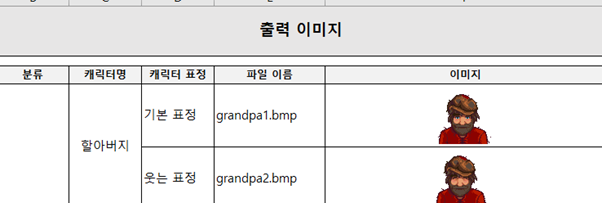 출력 이미지
분류 캐릭터명 캐릭터 표정 파일 이름 이미지
할아버지
기본 표정 grandpa1.bmp
웃는 표정 grandpa2.bmp